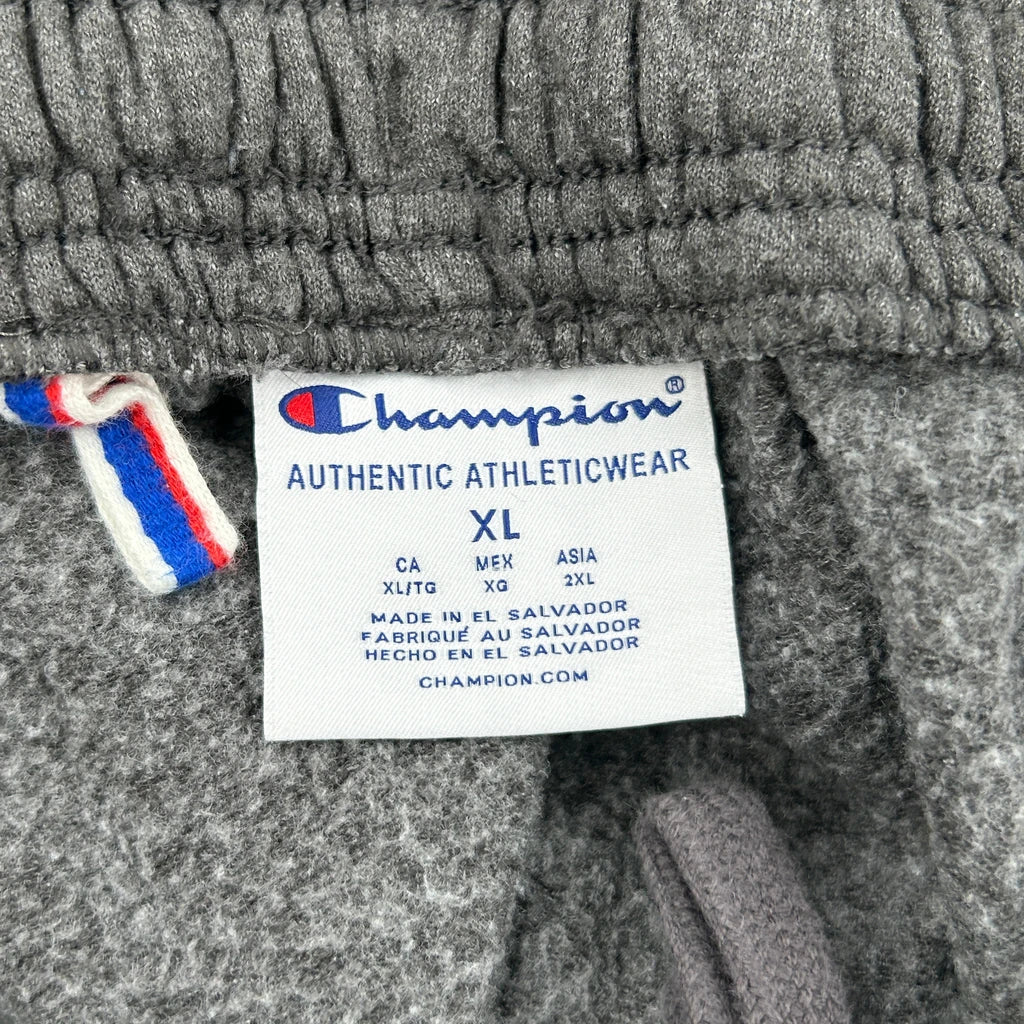 Champion®
AUTHENTIC ATHLETICWEAR
XL
CA MEX ASIA
XL/TG XG 2XL
MADE IN EL SALVADOR
FABRIQUÉ AU SALVADOR
HECHO EN EL SALVADOR
CHAMPION.COM